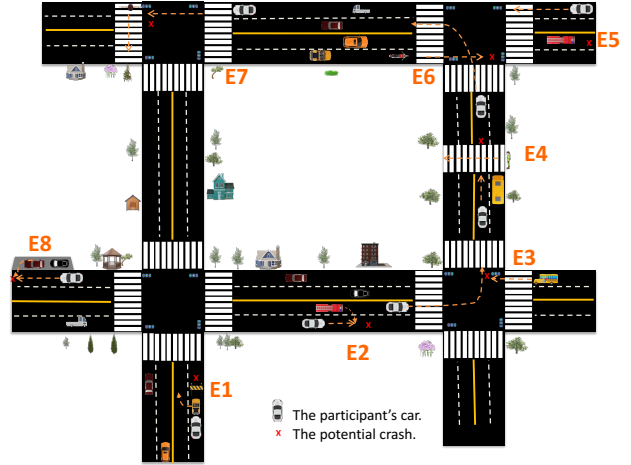 E5
E7
E6
E4
E8
E3
E2
E1
The participant's car.
x The potential crash.